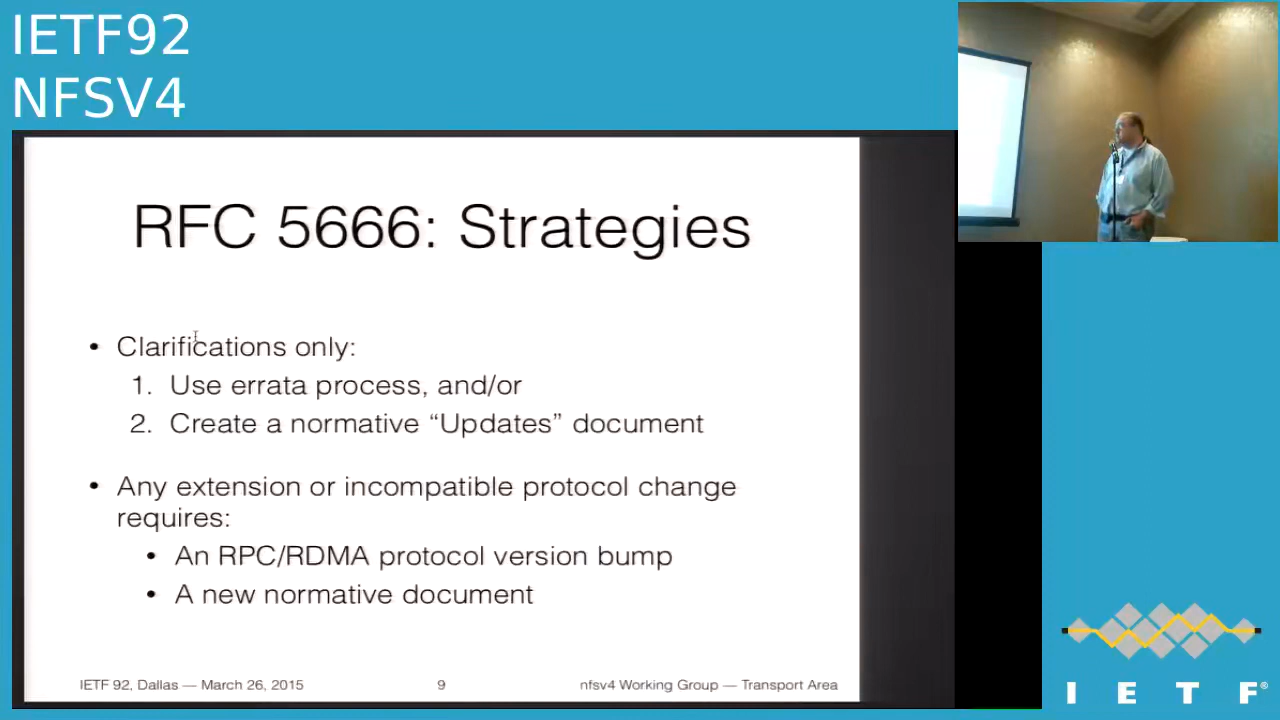 IETF92
NFSV4
RFC 5666: Strategies
• Clarifications only:
1. Use errata process, and/or
2. Create a normative “Updates” document
• Any extension or incompatible protocol change
requires:
• An RPC/RDMA protocol version bump
• A new normative document
IETF 92, Dallas — March 26, 2015
9
nfsv4 Working Group — Transport Area
I E T F®